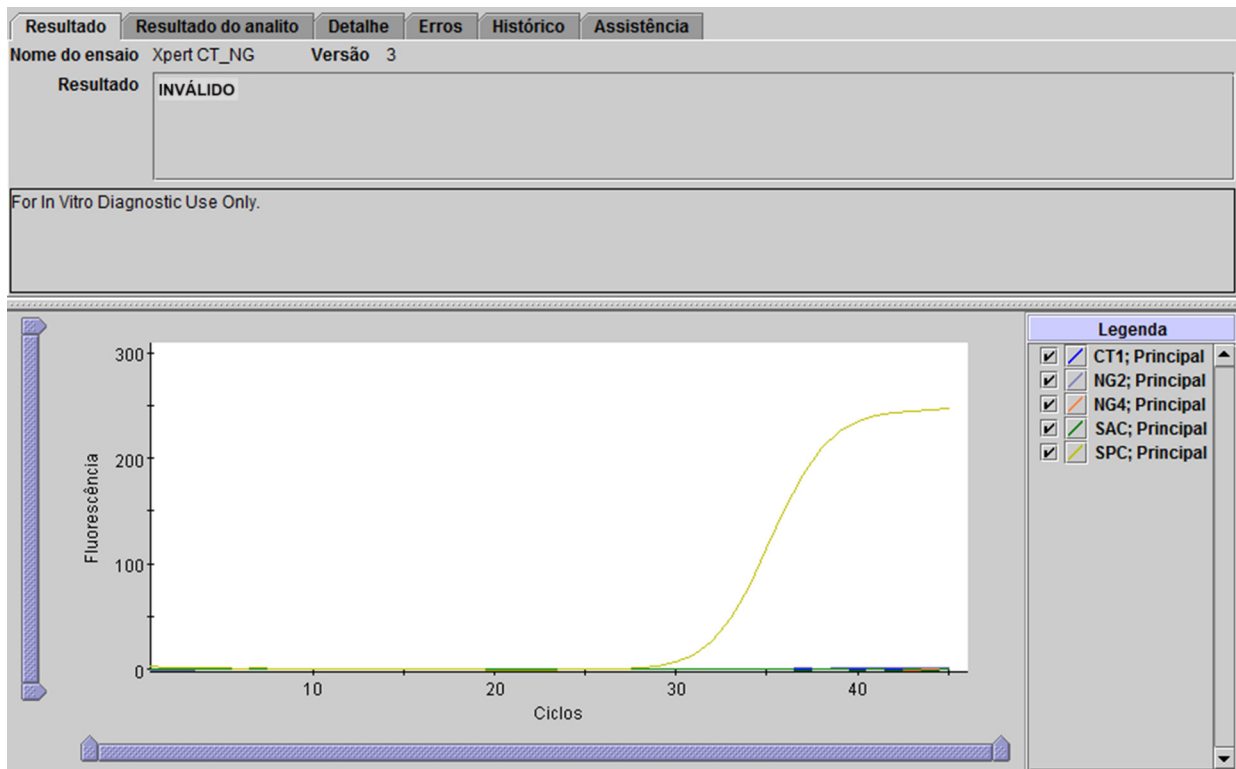 Resultado Resultado do analito Detalhe Erros Histórico Assistência
Nome do ensaio Xpert CT_NG Versão 3
Resultado INVÁLIDO
For In Vitro Diagnostic Use Only.
Legenda
CT1; Principal
NG2; Principal
NG4; Principal
SAC; Principal
SPC; Principal
Fluorescência
300
200
100
0
10 20 30 40
Ciclos